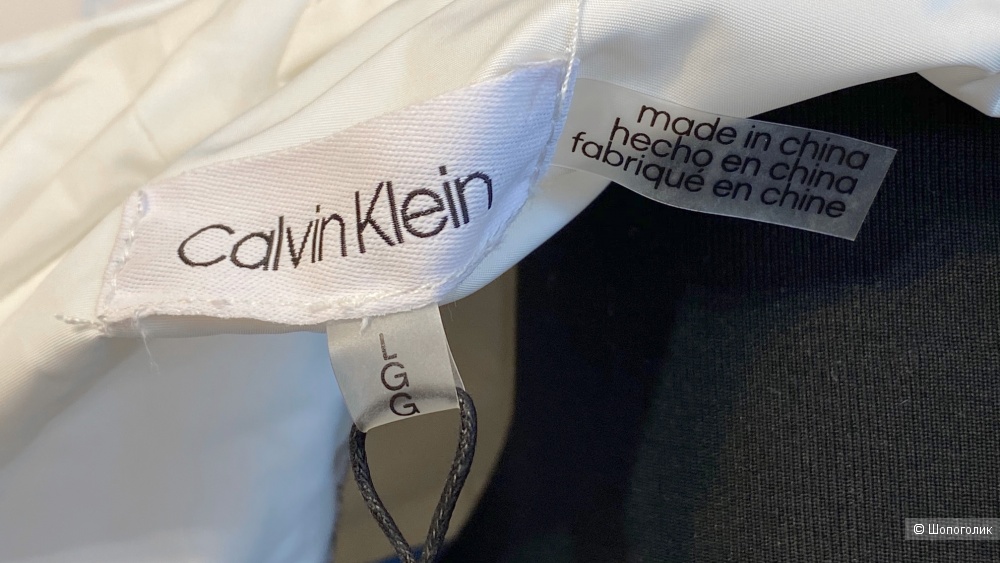 Calvin Klein
made in china
hecho en china
fabriqué en chine
L
G
G
© Шопоголик